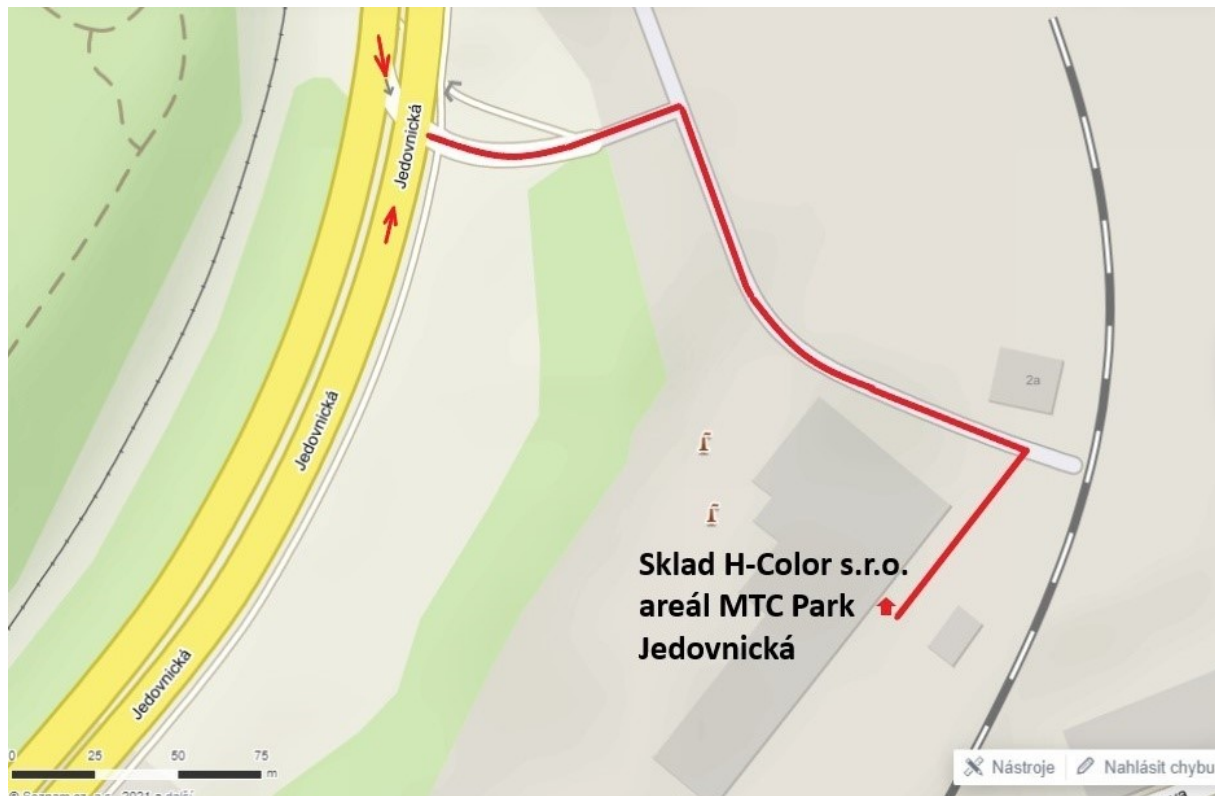 Jedovnická
2a
Jedovnická
Sklad H-Color s.r.o.
areál MTC Park
Jedovnická
Jedovnická
0 25 50 75
m
Nástroje
Nahlásit chybu